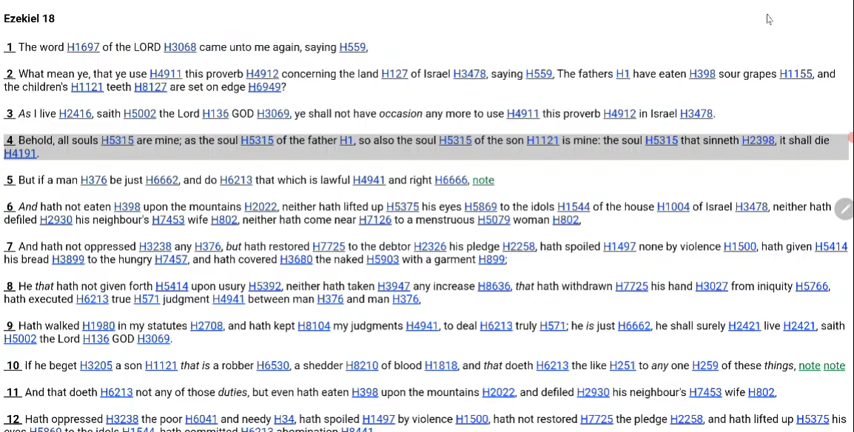 Ezekiel 18
1 The word H1697 of the LORD H3068 came unto me again, saying H559,
2 What mean ye, that ye use H4911 this proverb H4912 concerning the land H127 of Israel H3478, saying H559, The fathers H1 have eaten H398 sour grapes H1155, and
the children's H1121 teeth H8127 are set on edge H6949?
3 As I live H2416, saith H5002 the Lord H136 GOD H3069, ye shall not have occasion any more to use H4911 this proverb H4912 in Israel H3478.
4 Behold, all souls H5315 are mine; as the soul H5315 of the father H1, so also the soul H5315 of the son H1121 is mine: the soul H5315 that sinneth H2398, it shall die
H4191.
5 But if a man H376 be just H6662, and do H6213 that which is lawful H4941 and right H6666, note
6 And hath not eaten H398 upon the mountains H2022, neither hath lifted up H5375 his eyes H5869 to the idols H1544 of the house H1004 of Israel H3478, neither hath
defiled H2930 his neighbour's H7453 wife H802, neither hath come near H7126 to a menstruous H5079 woman H802,
7 And hath not oppressed H3238 any H376, but hath restored H7725 to the debtor H2326 his pledge H2258, hath spoiled H1497 none by violence H1500, hath given H5414
his bread H3899 to the hungry H7457, and hath covered H3680 the naked H5903 with a garment H899;
8 He that hath not given forth H5414 upon usury H5392, neither hath taken H3947 any increase H8636, that hath withdrawn H7725 his hand H3027 from iniquity H5766,
hath executed H6213 true H571 judgment H4941 between man H376 and man H376,
9 Hath walked H1980 in my statutes H2708, and hath kept H8104 my judgments H4941, to deal H6213 truly H571; he is just H6662, he shall surely H2421 live H2421, saith
H5002 the Lord H136 GOD H3069.
10 If he beget H3205 a son H1121 that is a robber H6530, a shedder H8210 of blood H1818, and that doeth H6213 the like H251 to any one H259 of these things, note note
11 And that doeth H6213 not any of those duties, but even hath eaten H398 upon the mountains H2022, and defiled H2930 his neighbour's H7453 wife H802,
12 Hath oppressed H3238 the poor H6041 and needy H34, hath spoiled H1497 by violence H1500, hath not restored H7725 the pledge H2258, and hath lifted up H5375 his
eyes H5869 to the idols H1544, hath committed H6213 abomination H8441,